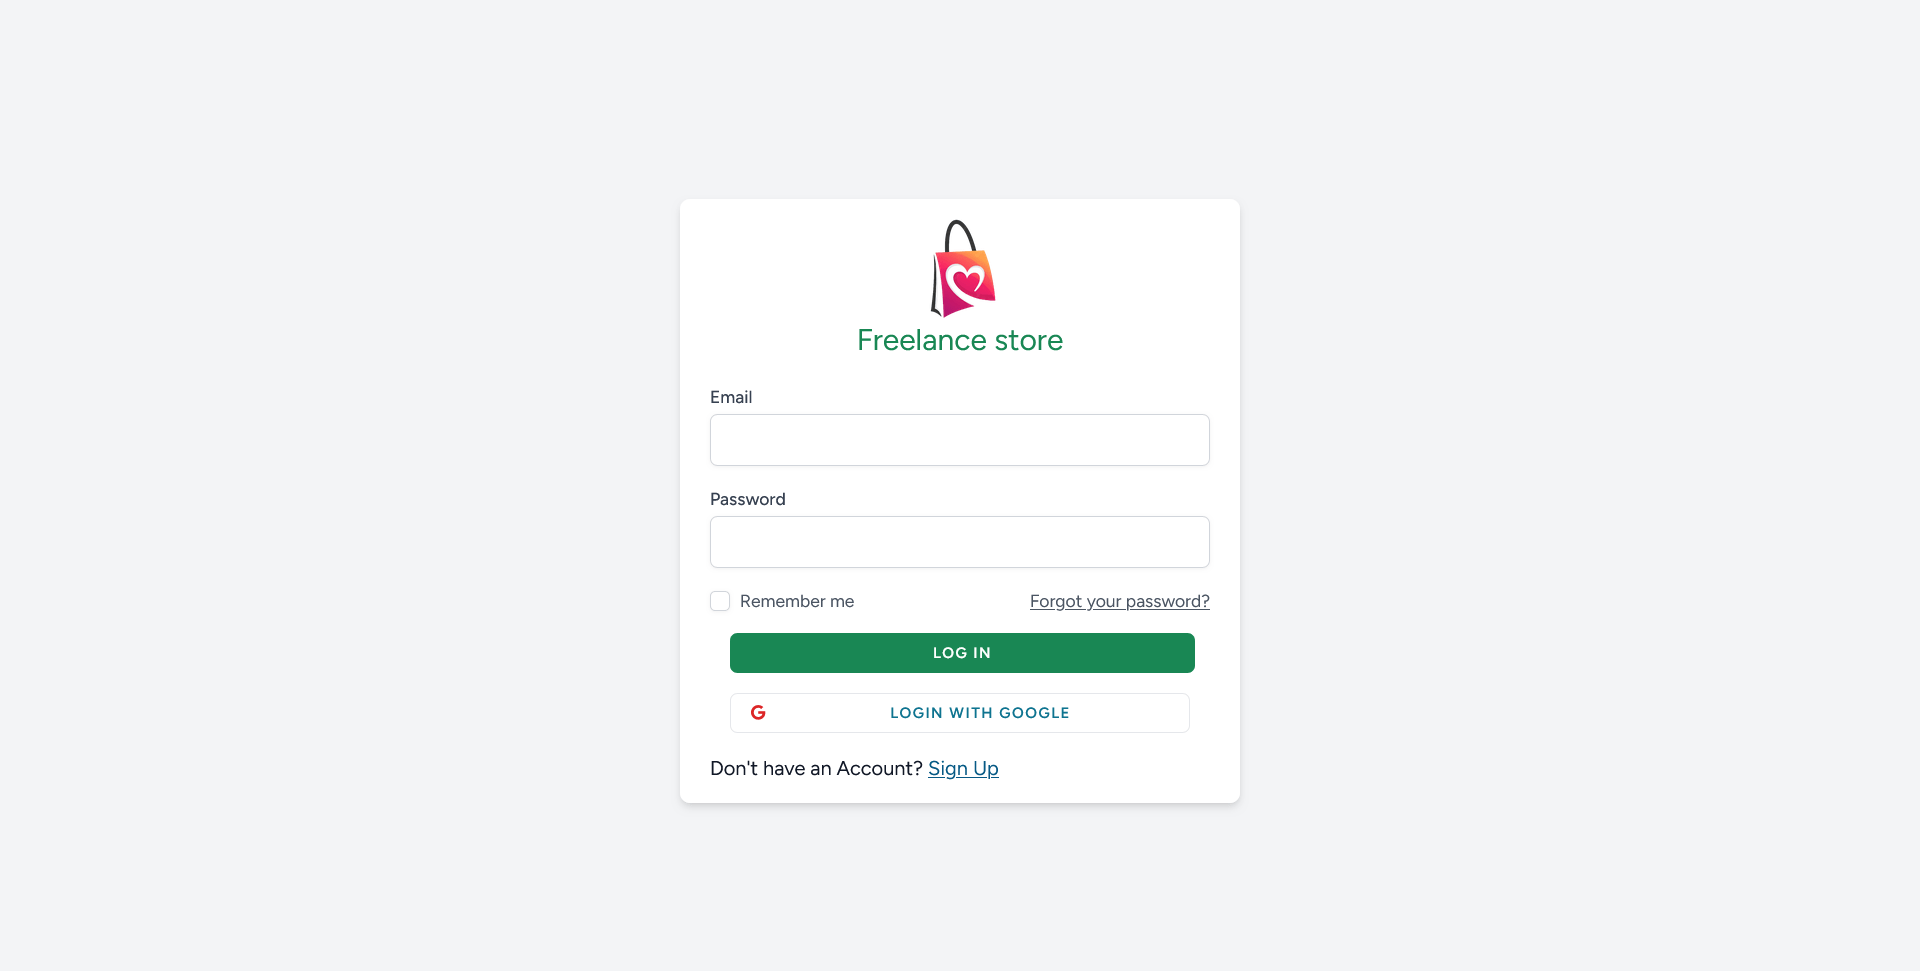 Freelance store
Email
Password
Remember me Forgot your password?
LOG IN
LOGIN WITH GOOGLE
Don't have an Account? Sign Up